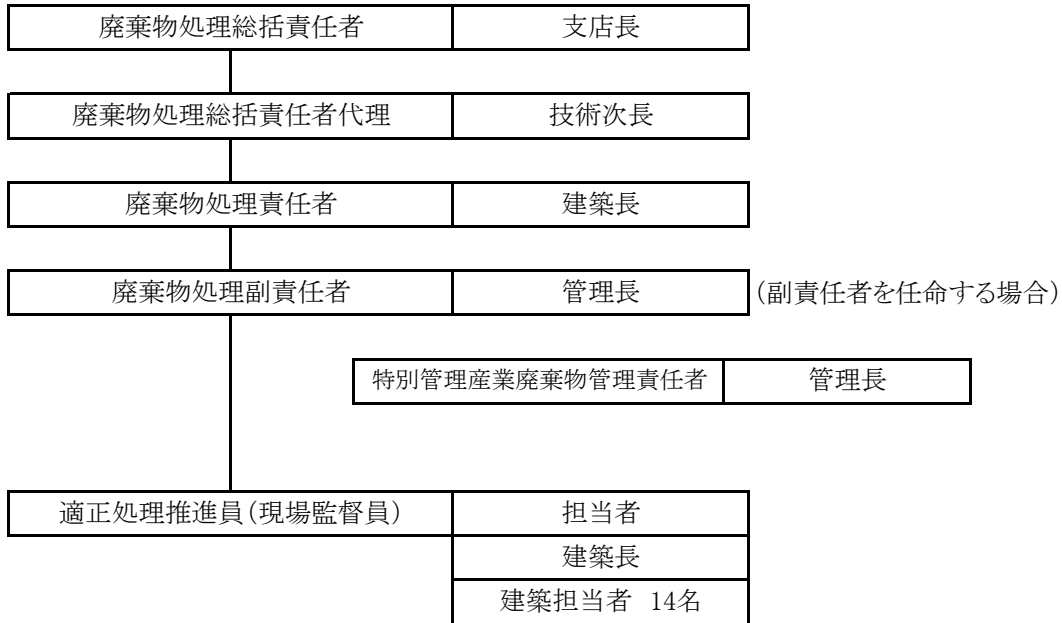 廃棄物処理総括責任者 支店長
廃棄物処理総括責任者代理 技術次長
廃棄物処理責任者 建築長
廃棄物処理副責任者 管理長 (副責任者を任命する場合)
特別管理産業廃棄物管理責任者 管理長
適正処理推進員(現場監督員) 担当者
建築長
建築担当者 14名